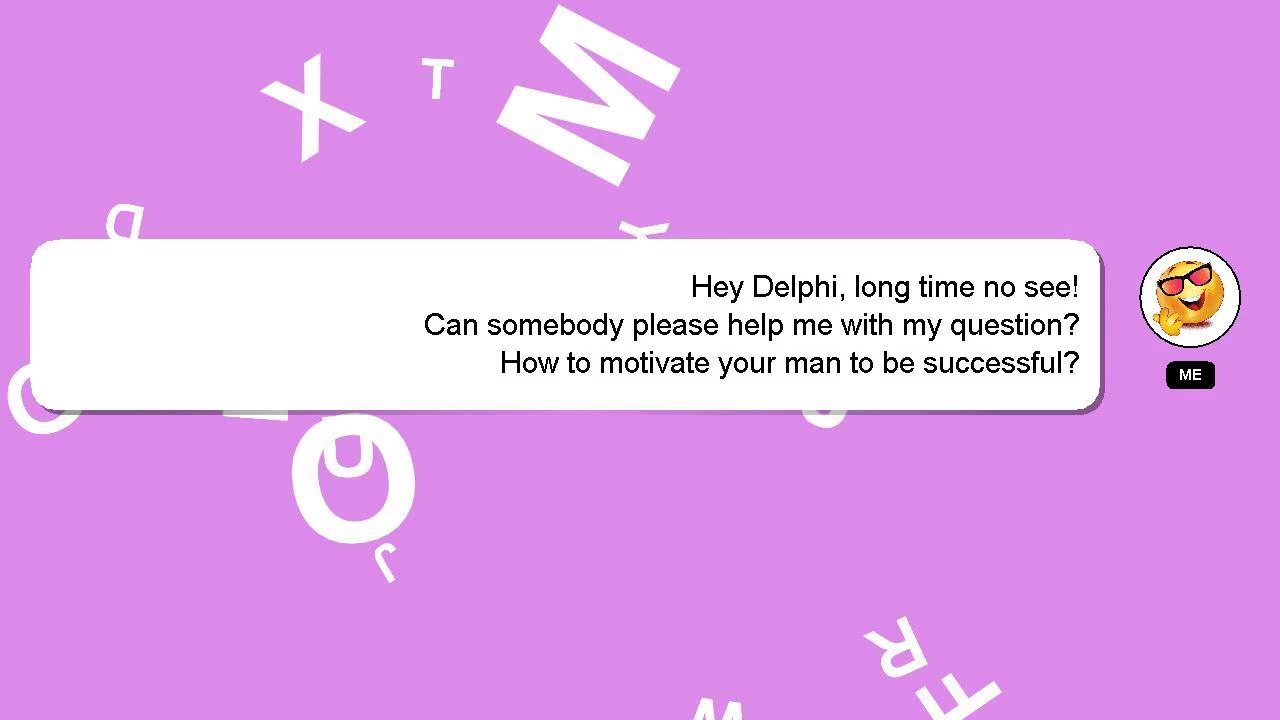 X
T
M
D
Y
Hey Delphi, long time no see!
Can somebody please help me with my question?
How to motivate your man to be successful?
ME
Q
J
R
F
W